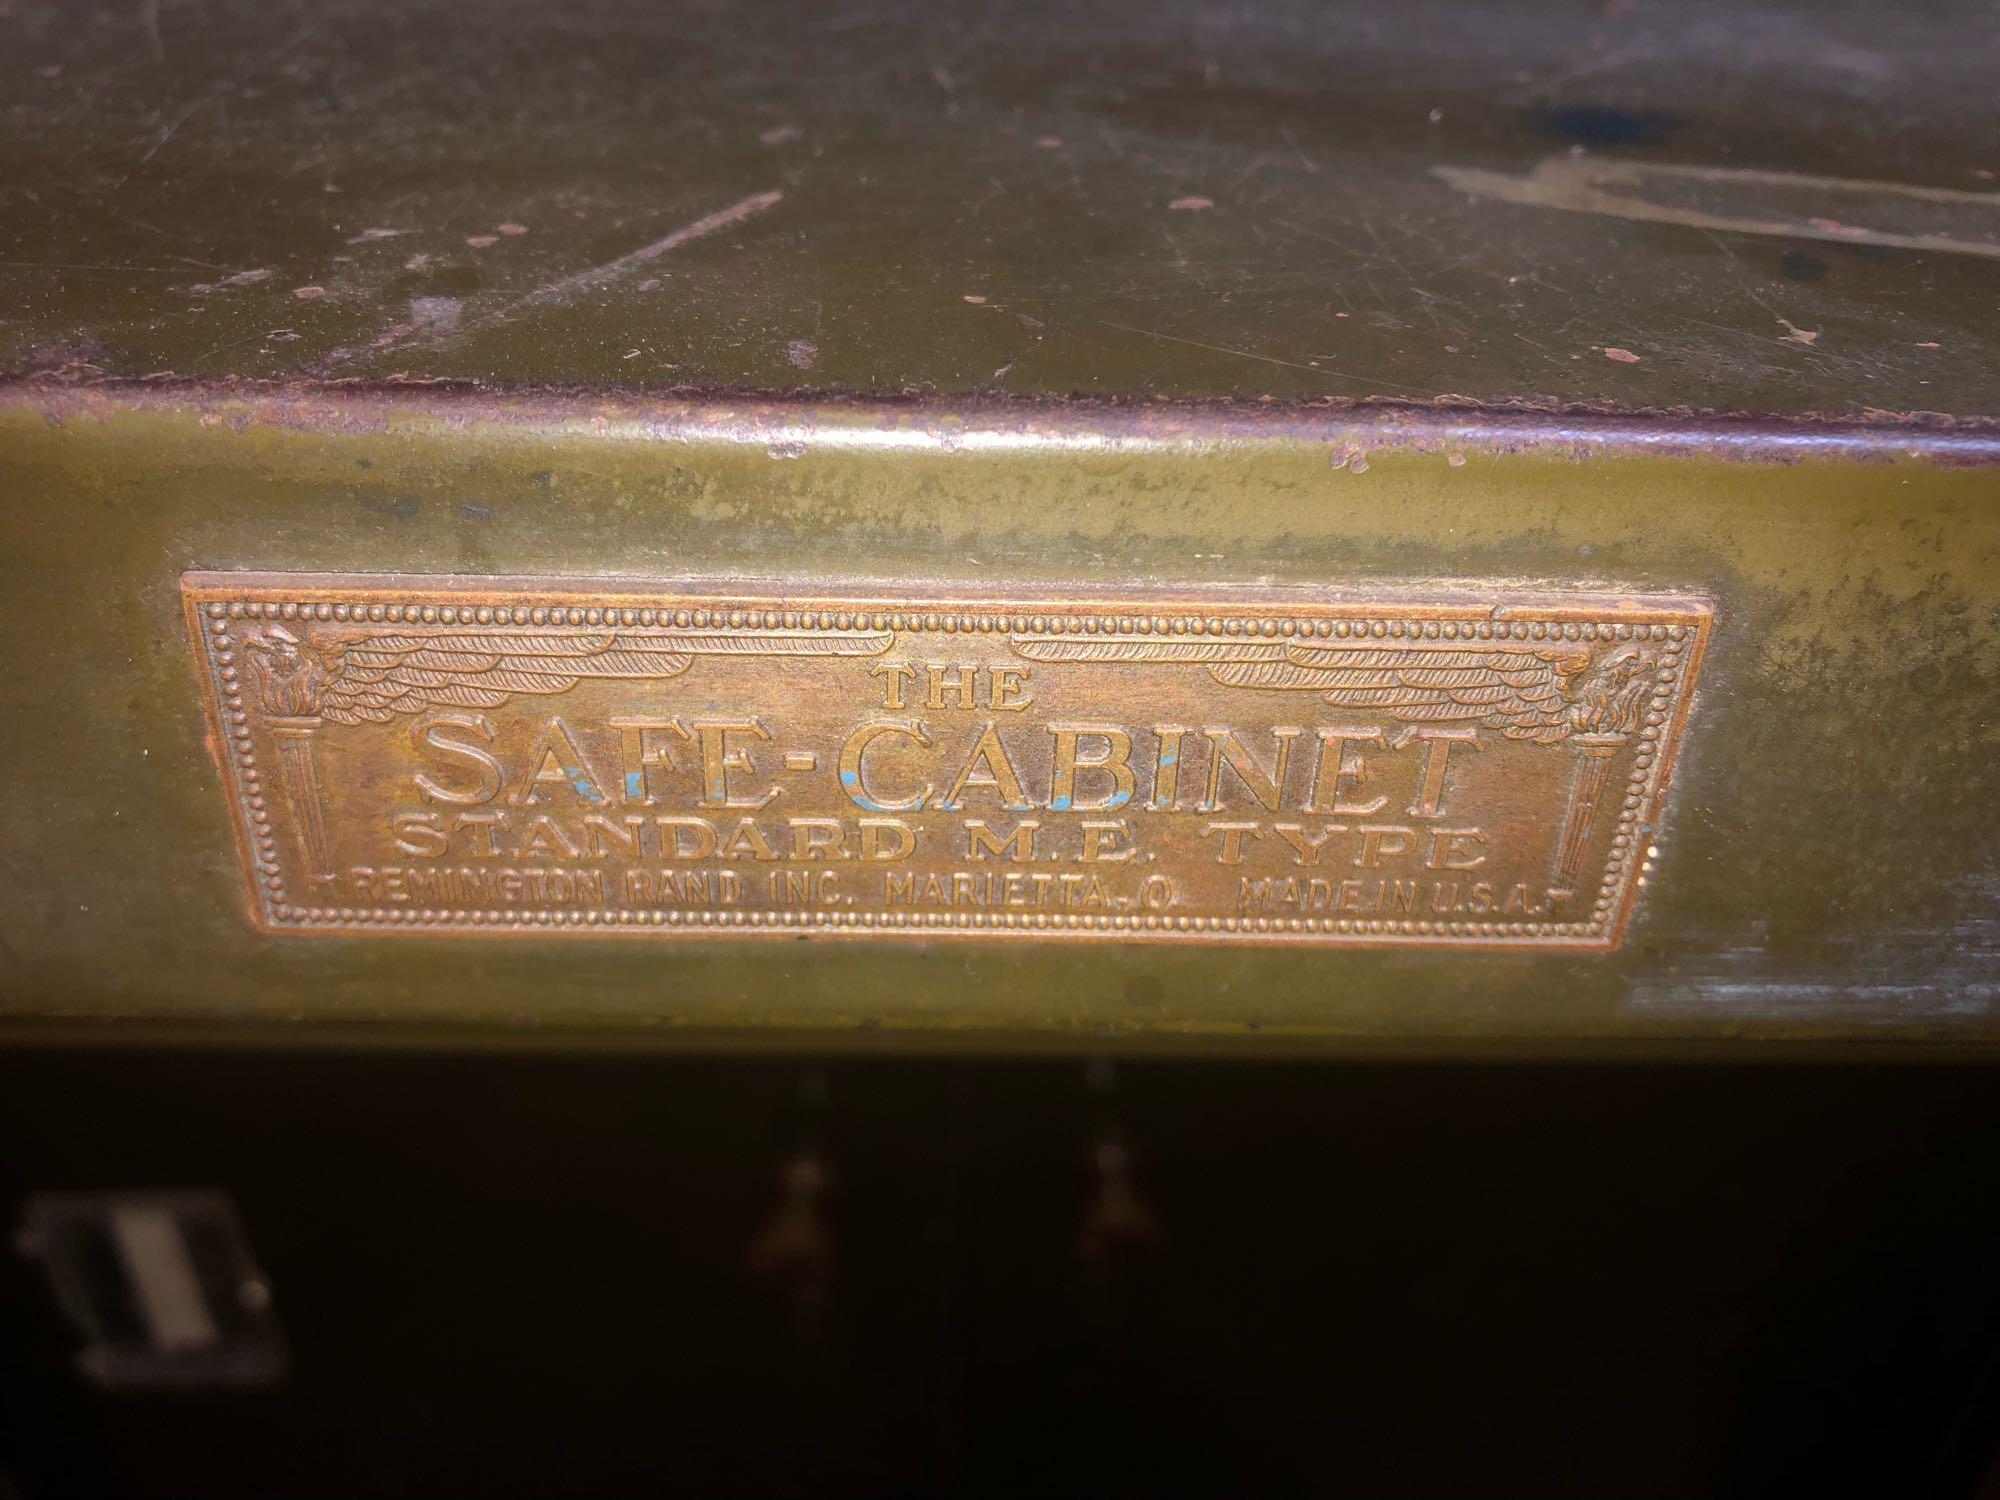 THE
SAFE-CABINET
STANDARD M.E. TYPE
REMINGTON RAND INC. MARIETTA, O. MADE IN U.S.A.